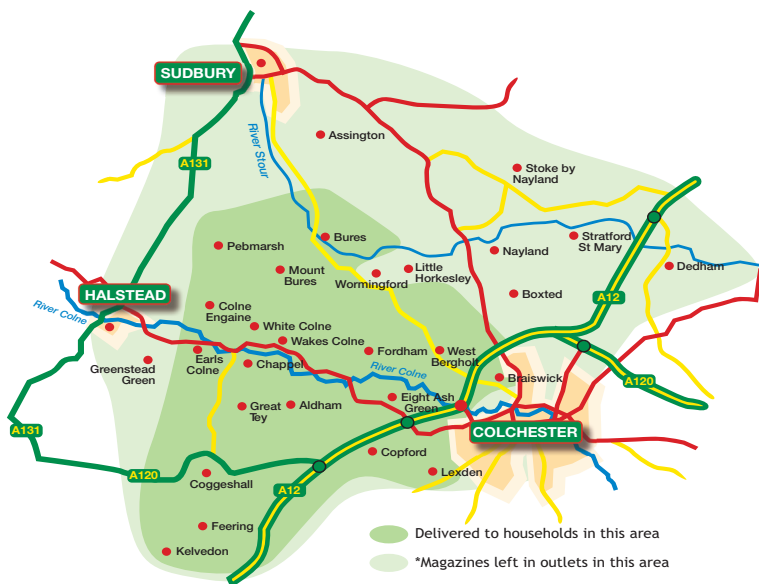 SUDBURY
Assington
River Stour
A131
Stoke by
Nayland
Bures
Pebmarsh
Nayland
Stratford
St Mary
Dedham
Mount
Bures
Little
Horkesley
Wormingford
HALSTEAD
Boxted
A12
River Colne
Colne
Engaine
White Colne
Wakes Colne
Fordham
West
Bergholt
Greenstead
Green
Earls
Colne
Chappel
River Colne
Braiswick
A120
Great
Tey
Aldham
Eight Ash
Green
A131
COLCHESTER
Copford
A120
Coggeshall
Lexden
A12
Feering
Delivered to households in this area
Kelvedon
*Magazines left in outlets in this area